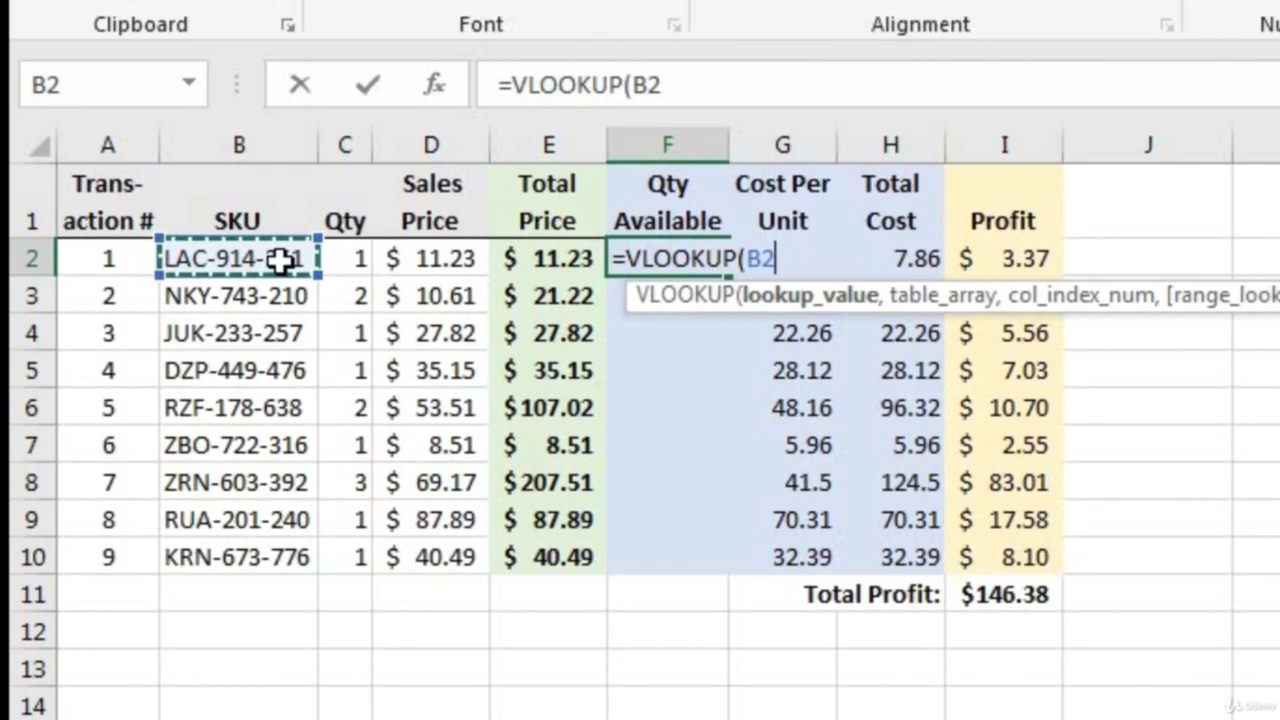 Clipboard Font Alignment
B2 fx =VLOOKUP(B2
A B C D E F G H I J
Trans- Sales Total Qty Cost Per Total
1 action # SKU Qty Price Price Available Unit Cost Profit
2 1 1 $ 11.23 $ 11.23 =VLOOKUP(B2 7.86 $ 3.37
3 2 NKY-743-210 2 $ 10.61 $ 21.22 VLOOKUP(lookup_value, table_array, col_index_num, [range_look
4 3 JUK-233-257 1 $ 27.82 $ 27.82 22.26 22.26 $ 5.56
5 4 DZP-449-476 1 $ 35.15 $ 35.15 28.12 28.12 $ 7.03
6 5 RZF-178-638 2 $ 53.51 $107.02 48.16 96.32 $ 10.70
7 6 ZBO-722-316 1 $ 8.51 $ 8.51 5.96 5.96 $ 2.55
8 7 ZRN-603-392 3 $ 69.17 $207.51 41.5 124.5 $ 83.01
9 8 RUA-201-240 1 $ 87.89 $ 87.89 70.31 70.31 $ 17.58
10 9 KRN-673-776 1 $ 40.49 $ 40.49 32.39 32.39 $ 8.10
11 Total Profit: $146.38
12
13
14
Udemy